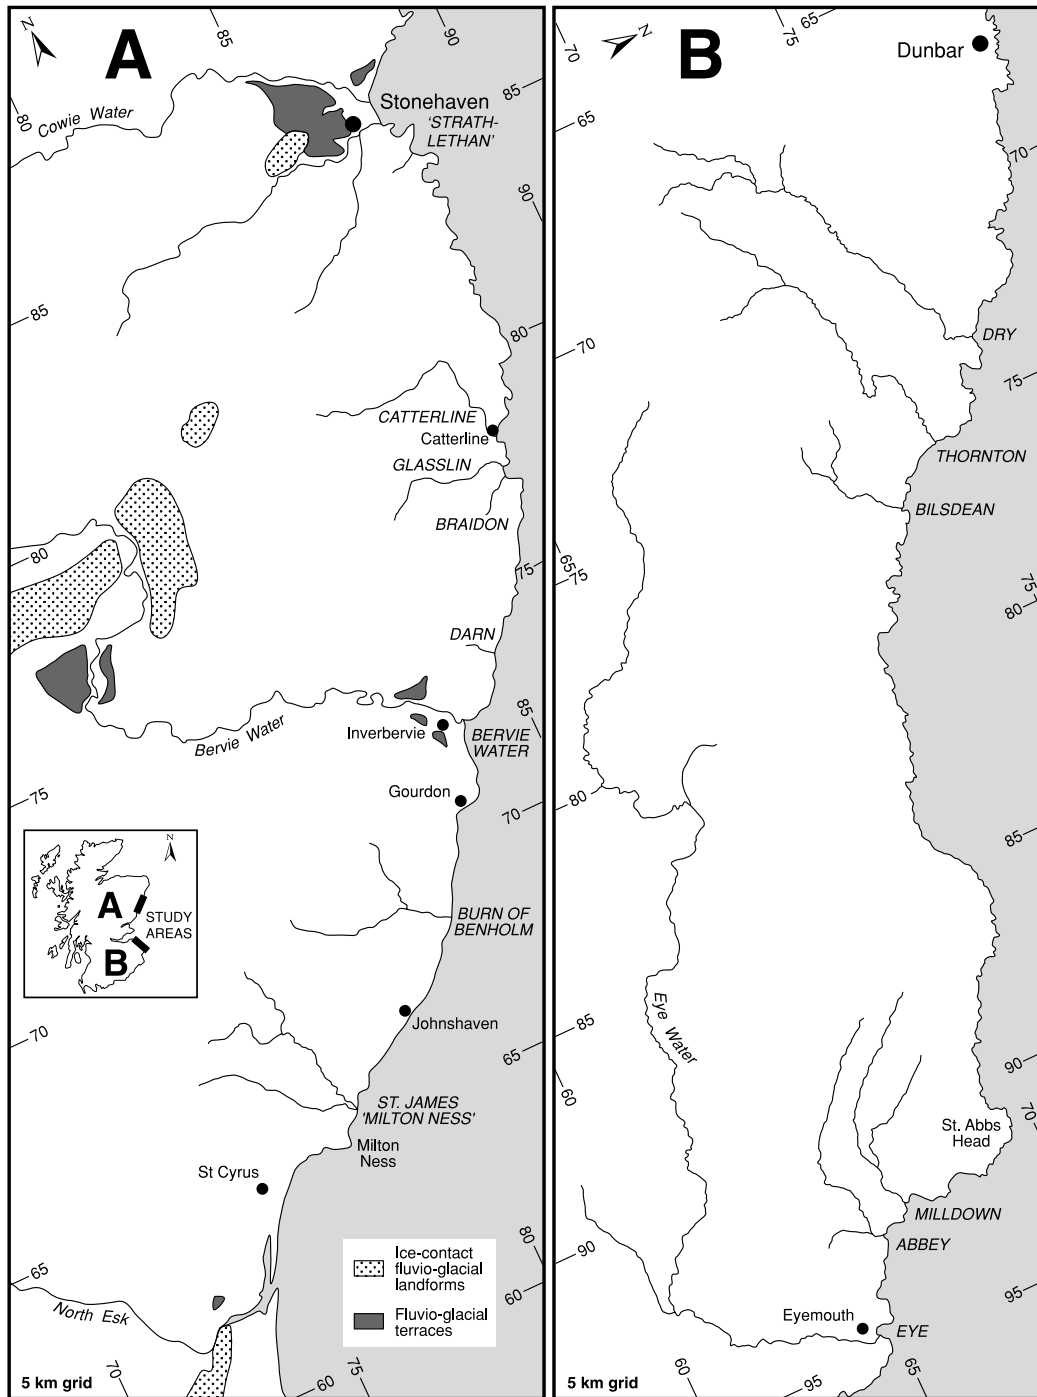 N
A
85
90
85
80
Cowie Water
Stonehaven
'STRATH-
LETHAN'
90
85
80
CATTERLINE
Catterline
GLASSLIN
BRAIDON
80
75
DARN
Bervie Water
Inverbervie
85
BERVIE
WATER
Gourdon
75
70
N
A
B
STUDY
AREAS
BURN OF
BENHOLM
Johnshaven
70
65
ST. JAMES
'MILTON NESS'
Milton
Ness
St Cyrus
80
65
60
North Esk
Ice-contact
fluvio-glacial
landforms
Fluvio-glacial
terraces
5 km grid
70
75
60
70
N
B
75
65
Dunbar
65
70
DRY
70
75
THORNTON
BILSDEAN
65
75
75
80
80
85
Eye Water
85
90
60
70
St. Abbs
Head
MILLDOWN
ABBEY
90
95
Eyemouth
EYE
5 km grid
60
95
65